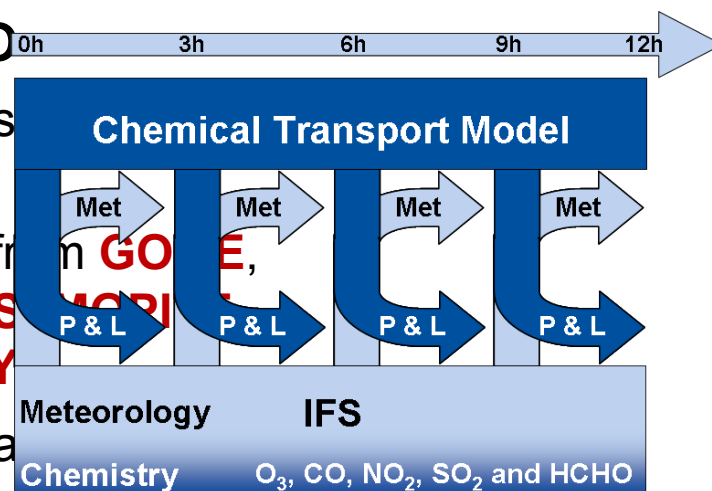 0h 3h 6h 9h 12h
Chemical Transport Model
Met Met Met Met
GO
P & L P & L P & L P & L
Meteorology IFS
Chemistry O₃, CO, NO₂, SO₂ and HCHO